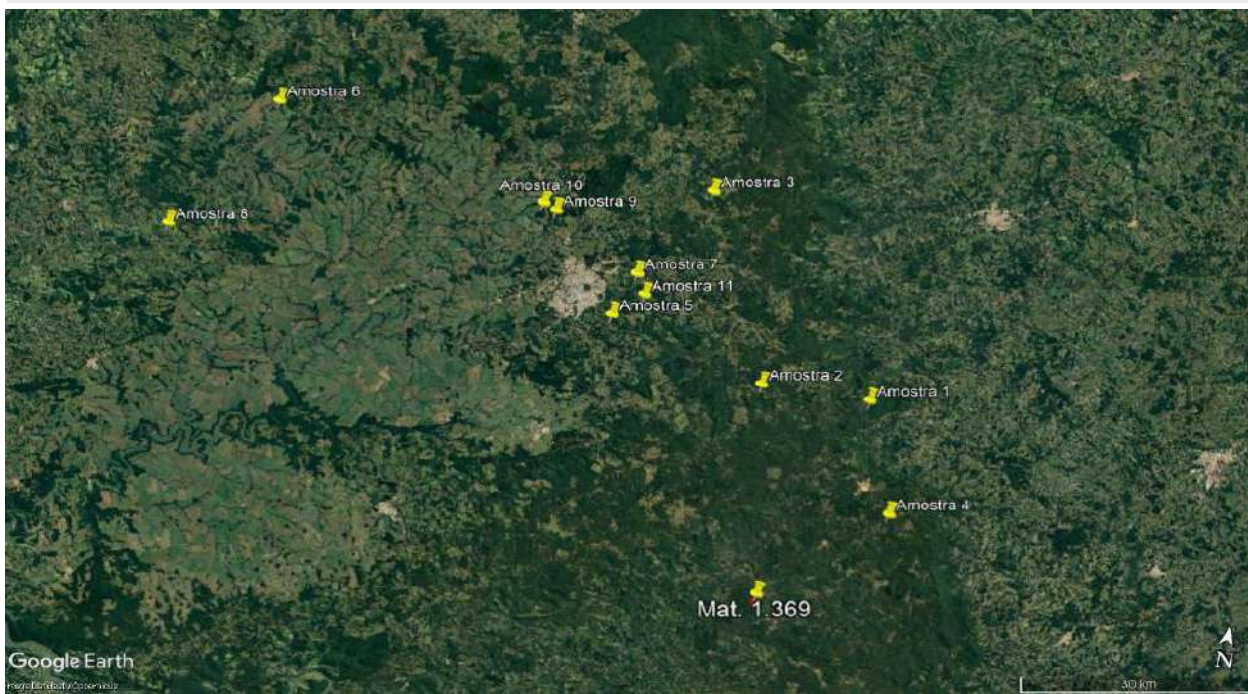 Amostra 6
Amostra 3
Amostra 10
Amostra 9
Amostra 8
Amostra 7
Amostra 11
Amostra 5
Amostra 2
Amostra 1
Amostra 4
Mat. 1.369
Google Earth
N
30 km